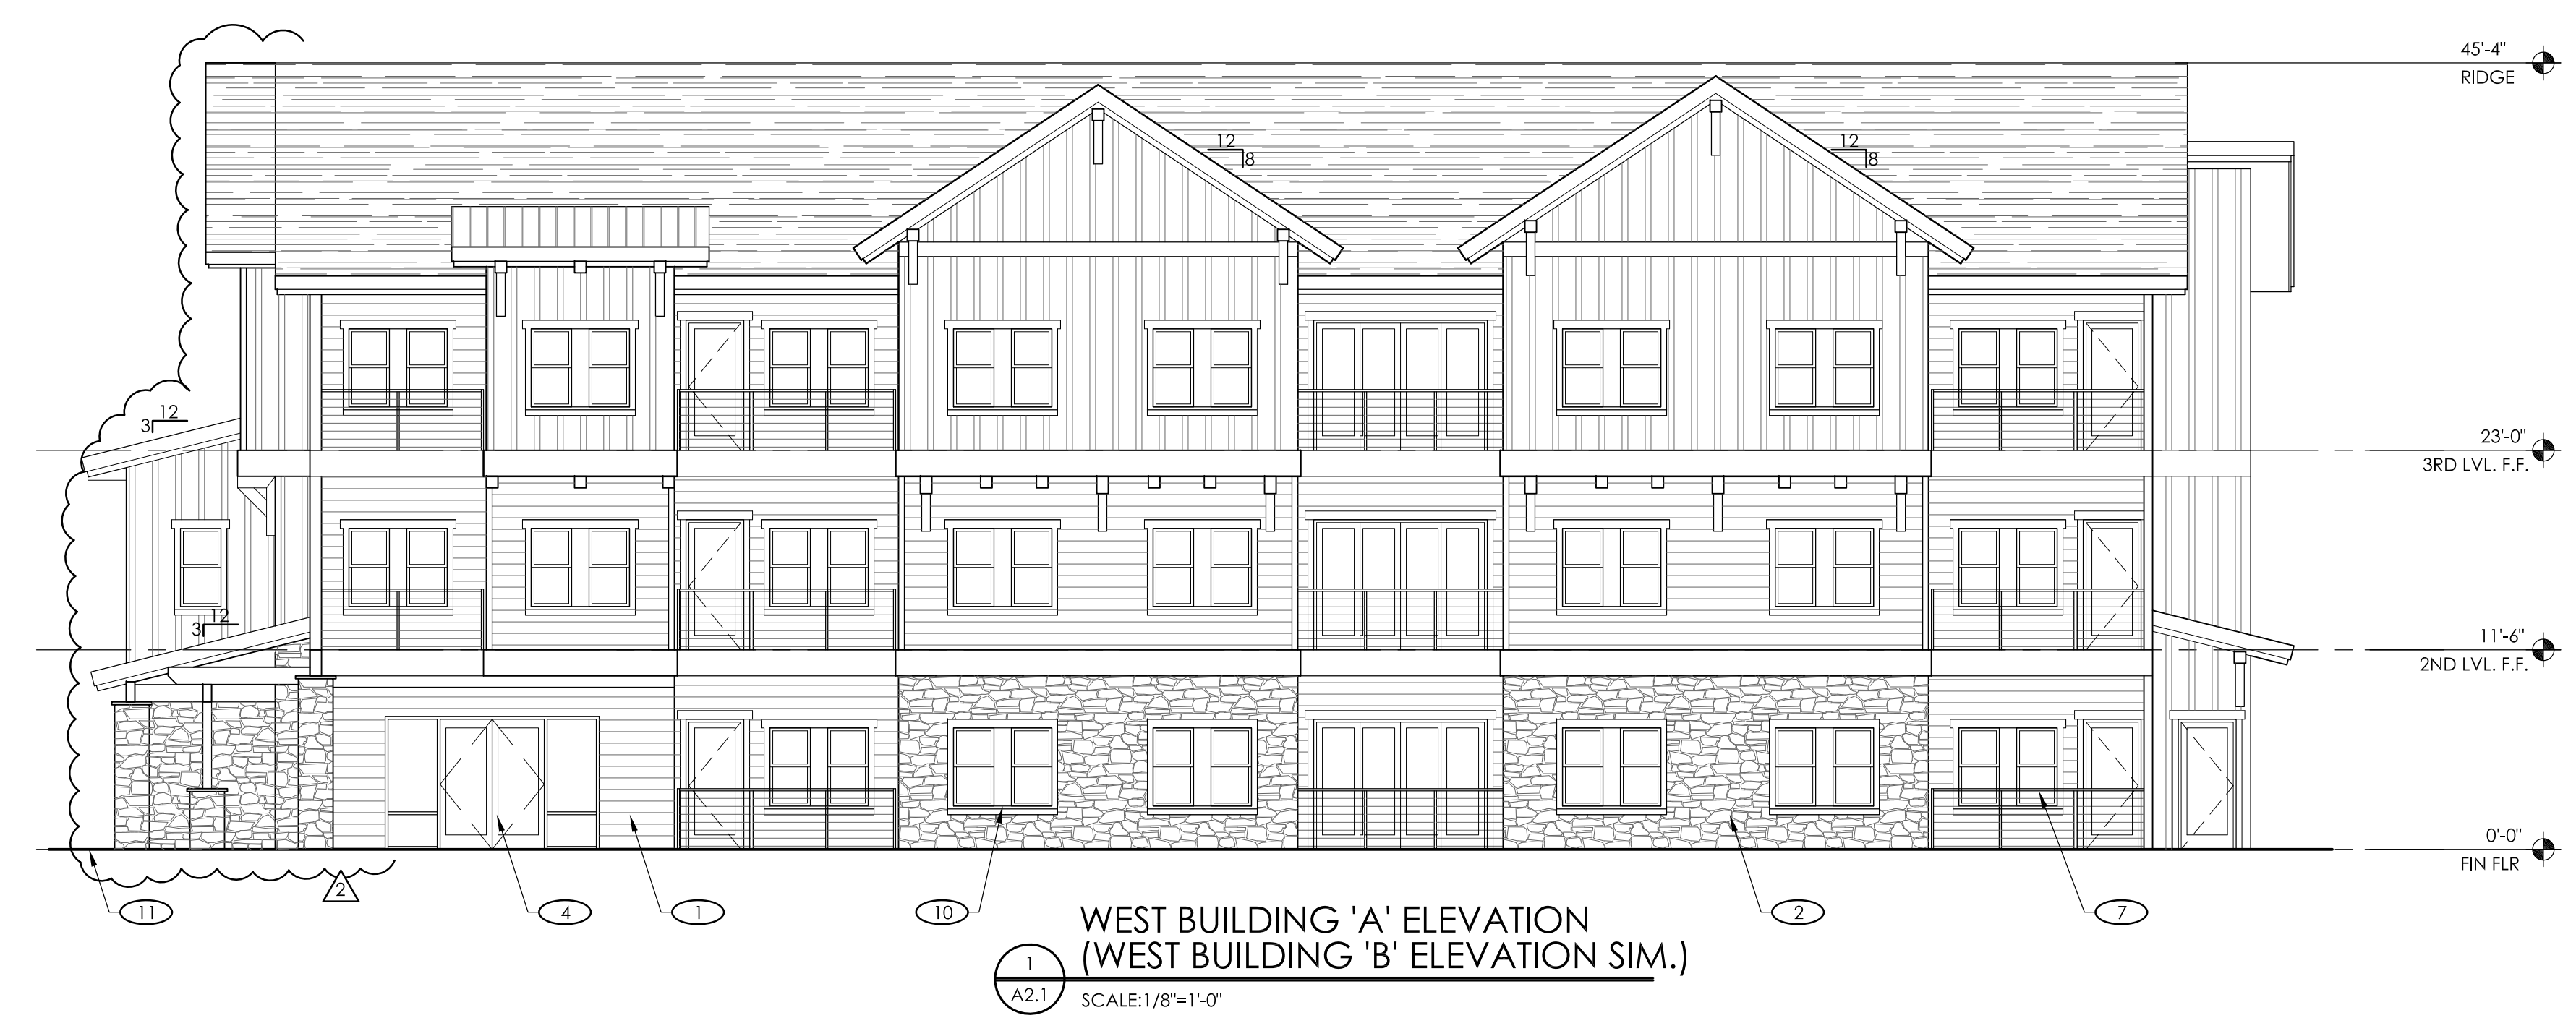 45'-4"
RIDGE
12
8
12
8
12
3
23'-0"
3RD LVL. F.F.
12
3
11'-6"
2ND LVL. F.F.
0'-0"
FIN FLR
2
11
4
1
10
2
7
WEST BUILDING 'A' ELEVATION
(WEST BUILDING 'B' ELEVATION SIM.)
1
A2.1
SCALE:1/8"=1'-0"